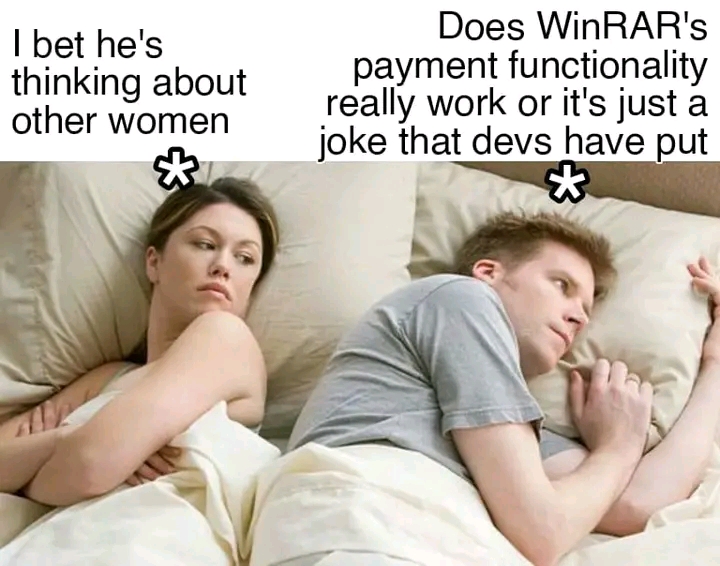 I bet he's
thinking about
other women
*
Does WinRAR's
payment functionality
really work or it's just a
joke that devs have put
*